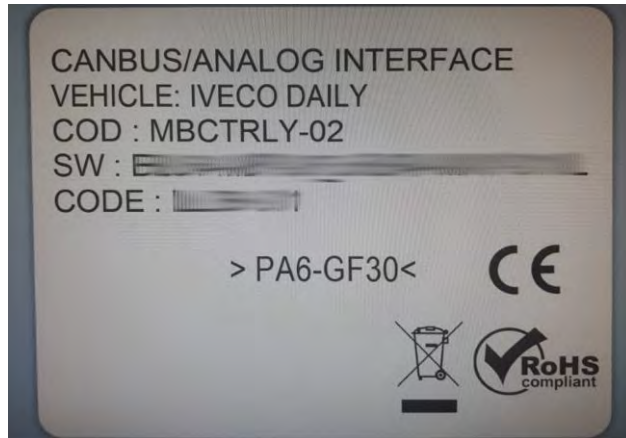 CANBUS/ANALOG INTERFACE
VEHICLE: IVECO DAILY
COD : MBCTRLY-02
SW :
CODE :
> PA6-GF30<
CE
RoHS
compliant